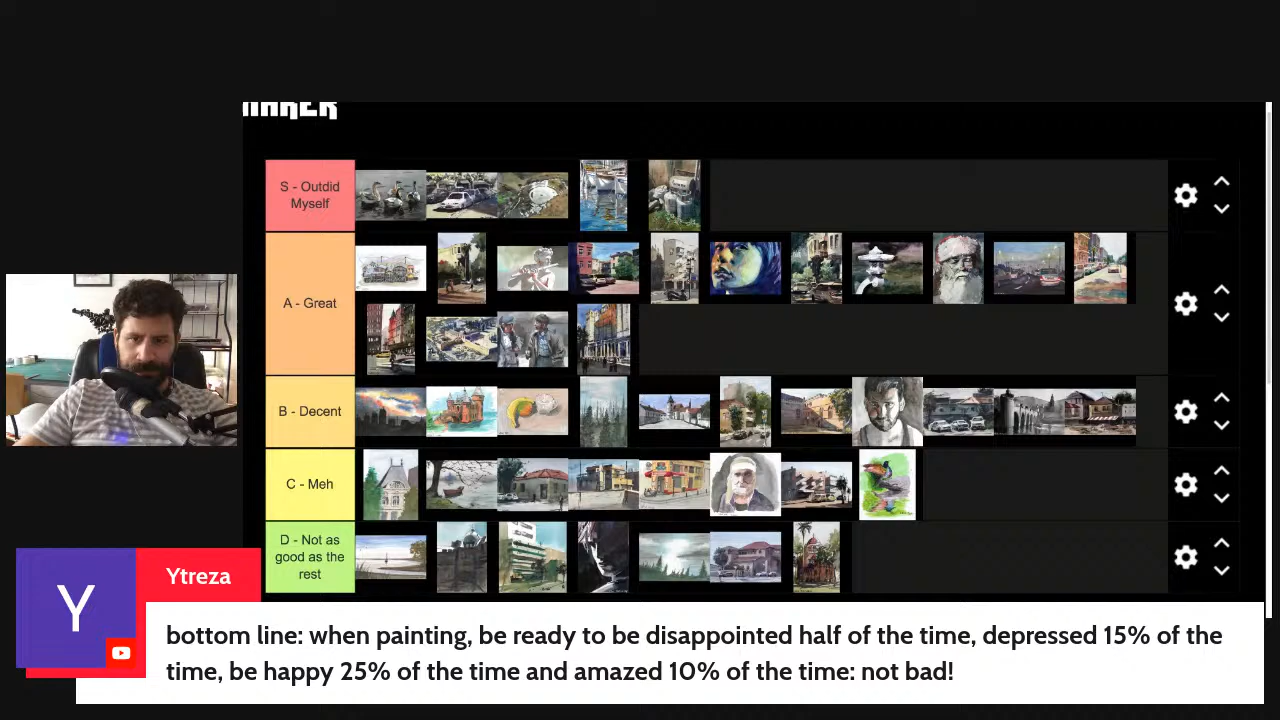 S - Outdid
Myself
A - Great
B - Decent
C - Meh
D - Not as
good as the
rest
Y
Ytreza
bottom line: when painting, be ready to be disappointed half of the time, depressed 15% of the
time, be happy 25% of the time and amazed 10% of the time: not bad!